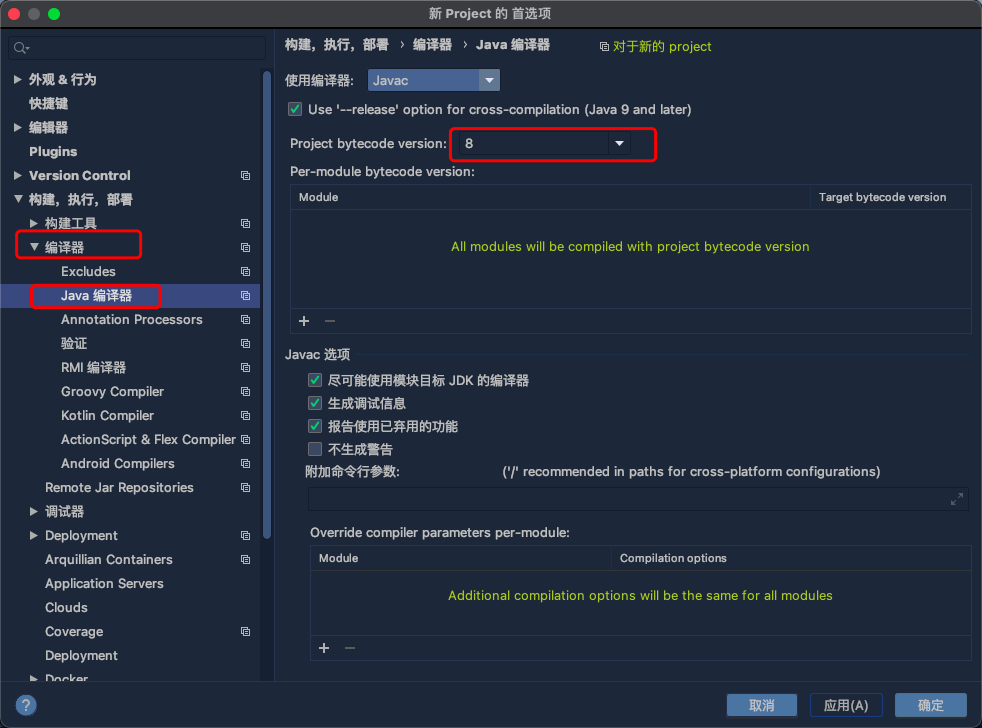 新 Project 的 首选项
外观 & 行为
快捷键
编辑器
Plugins
Version Control
构建，执行，部署
构建工具
编译器
Excludes
Java 编译器
Annotation Processors
验证
RMI 编译器
Groovy Compiler
Kotlin Compiler
ActionScript & Flex Compiler
Android Compilers
Remote Jar Repositories
调试器
Deployment
Arquillian Containers
Application Servers
Clouds
Coverage
Deployment
Docker
构建，执行，部署 › 编译器 › Java 编译器 对于新的 project
使用编译器: Javac
Use '--release' option for cross-compilation (Java 9 and later)
Project bytecode version: 8
Per-module bytecode version:
Module Target bytecode version
All modules will be compiled with project bytecode version
+ −
Javac 选项
尽可能使用模块目标 JDK 的编译器
生成调试信息
报告使用已弃用的功能
不生成警告
附加命令行参数: ('/' recommended in paths for cross-platform configurations)
Override compiler parameters per-module:
Module Compilation options
Additional compilation options will be the same for all modules
+ −
? 取消 应用(A) 确定